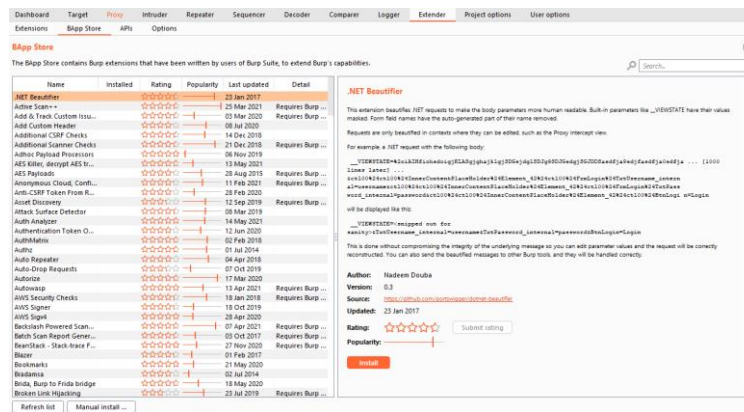 Dashboard Target Proxy Intruder Repeater Sequencer Decoder Comparer Logger Extender Project options User options
Extensions BApp Store APIs Options
BApp Store
The BApp Store contains Burp extensions that have been written by users of Burp Suite, to extend Burp's capabilities.
Search...
Name Installed Rating Popularity Last updated Detail
.NET Beautifier 23 Jan 2017
Active Scan++ 25 Mar 2021 Requires Burp ...
Add & Track Custom Issu... 03 Mar 2020 Requires Burp ...
Add Custom Header 08 Jul 2020
Additional CSRF Checks 14 Dec 2018
Additional Scanner Checks 21 Dec 2018 Requires Burp ...
Adhoc Payload Processors 06 Nov 2019
AES Killer, decrypt AES tr... 13 May 2021
AES Payloads 28 Aug 2015 Requires Burp ...
Anonymous Cloud, Confi... 11 Feb 2021 Requires Burp ...
Anti-CSRF Token From R... 28 Feb 2020
Asset Discovery 12 Sep 2019 Requires Burp ...
Attack Surface Detector 08 Mar 2019
Auth Analyzer 14 May 2021
Authentication Token O... 12 Jun 2020
AuthMatrix 02 Feb 2018
Authz 01 Jul 2014
Auto Repeater 04 Apr 2018
Auto-Drop Requests 07 Oct 2019
Autorize 17 Mar 2020
Autowasp 13 Apr 2021 Requires Burp ...
AWS Security Checks 18 Jan 2018 Requires Burp ...
AWS Signer 18 Oct 2019
AWS Sigv4 28 Apr 2020
Backslash Powered Scan... 07 Apr 2021 Requires Burp ...
Batch Scan Report Gener... 03 Oct 2017
BeanStack - Stack-trace F... 27 Nov 2020 Requires Burp ...
Blazer 01 Feb 2017
Bookmarks 21 May 2020
Bradamsa 02 Jul 2014
Brida, Burp to Frida bridge 18 May 2020
Broken Link Hijacking 23 Jul 2019 Requires Burp ...
Refresh list Manual install ...
.NET Beautifier
This extension beautifies .NET requests to make the body parameters more human readable. Built-in parameters like __VIEWSTATE have their values
masked. Form field names have the auto-generated part of their name removed.
Requests are only beautified in contexts where they can be edited, such as the Proxy intercept view.
For example, a .NET request with the following body:
lines later] ...
will be displayed like this:
__VIEWSTATE=<snipped out for
sanity>&TxtUsername_internal=username&TxtPassword_internal=password&BtnLogin=Login
This is done without compromising the integrity of the underlying message so you can edit parameter values and the request will be correctly
reconstructed. You can also send the beautified messages to other Burp tools, and they will be handled correctly.
Author: Nadeem Douba
Version: 0.3
Source: https://github.com/portswigger/dotnet-beautifier
Updated: 23 Jan 2017
Rating: Submit rating
Popularity:
Install